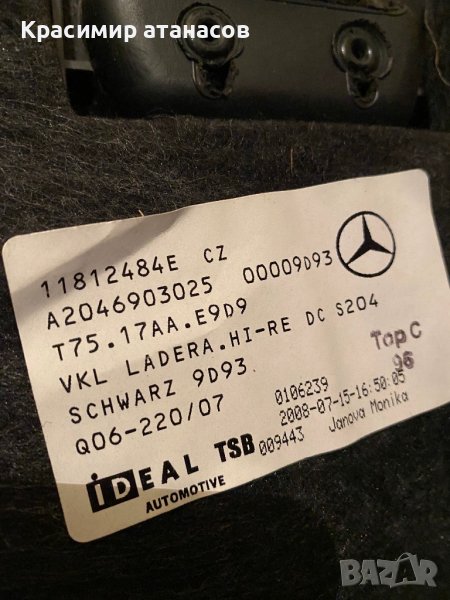 Красимир атанасов
11812484E CZ
A2046903025 00009D93
T75.17AA.E9D9
VKL LADERA.HI-RE DC S204
SCHWARZ 9D93
Q06-220/07
Top C
96
0106239
2008-07-15-16:50:05
009443 Janova Monika
iDEAL TSB
AUTOMOTIVE
BAZAR